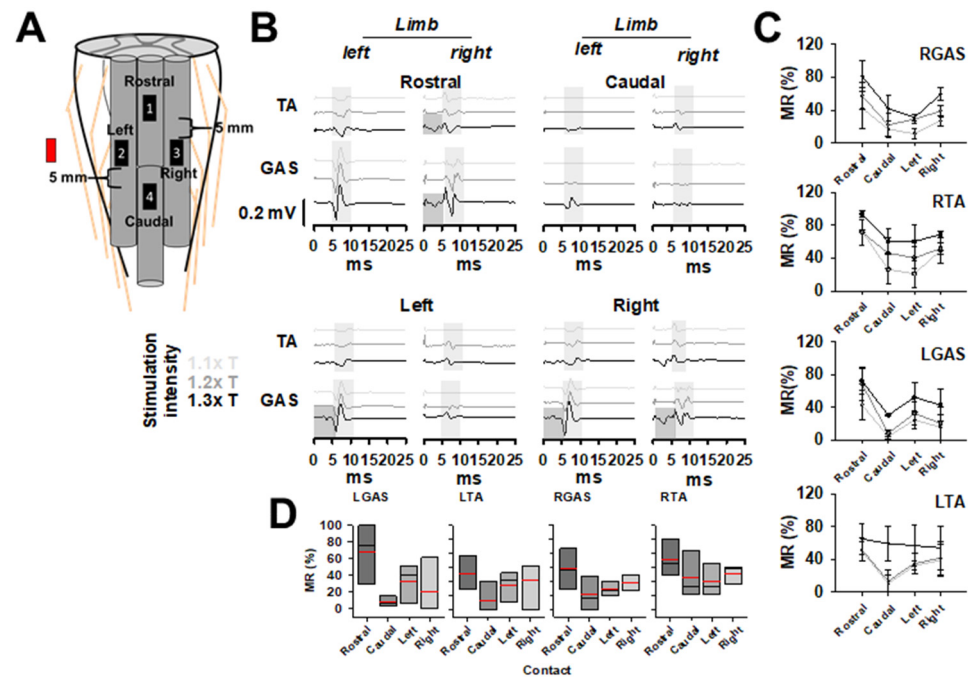 A
Rostral
1
Left
5 mm
2
3
5 mm
Right
4
Caudal
Stimulation
intensity
1.1x T
1.2x T
1.3x T
B
Limb
Limb
left
right
left
right
Rostral
Caudal
TA
GAS
0.2 mV
0 5 10 15 20 25
0 5 10 15 20 25
0 5 10 15 20 25
0 5 10 15 20 25
ms
ms
Left
Right
TA
GAS
0 5 10 15 20 25
0 5 10 15 20 25
0 5 10 15 20 25
0 5 10 15 20 25
ms
ms
C
120
RGAS
80
MR (%)
40
0
Rostral
Caudal
Left
Right
120
RTA
80
MR (%)
40
0
Rostral
Caudal
Left
Right
120
LGAS
80
MR(%)
40
0
Rostral
Caudal
Left
Right
120
LTA
80
MR (%)
40
0
Rostral
Caudal
Left
Right
D
LGAS
LTA
RGAS
RTA
100
80
60
MR (%)
40
20
0
Rostral
Caudal
Left
Right
Rostral
Caudal
Left
Right
Rostral
Caudal
Left
Right
Rostral
Caudal
Left
Right
Contact